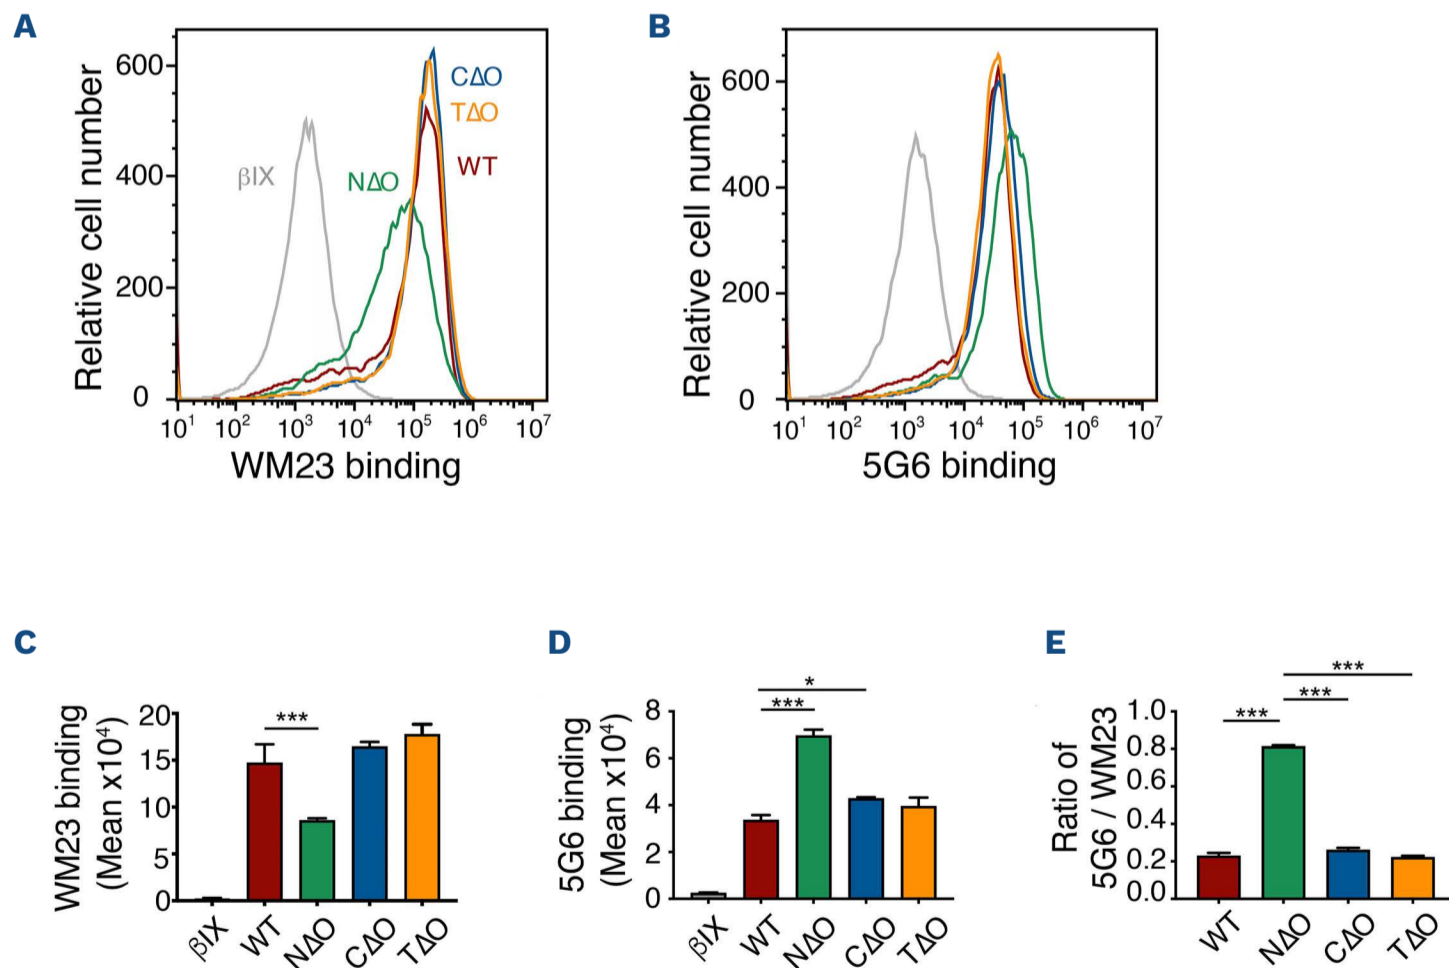 A
Relative cell number
600
400
200
0
βIX
NΔO
CΔO
TΔO
WT
10¹ 10² 10³ 10⁴ 10⁵ 10⁶ 10⁷
WM23 binding
B
Relative cell number
600
400
200
0
10¹ 10² 10³ 10⁴ 10⁵ 10⁶ 10⁷
5G6 binding
C
WM23 binding
(Mean x10⁴)
20
15
10
5
0
***
βIX WT NΔO CΔO TΔO
D
5G6 binding
(Mean x10⁴)
8
6
4
2
0
*
***
βIX WT NΔO CΔO TΔO
E
Ratio of
5G6 / WM23
1.0
0.8
0.6
0.4
0.2
0.0
***
***
***
WT NΔO CΔO TΔO